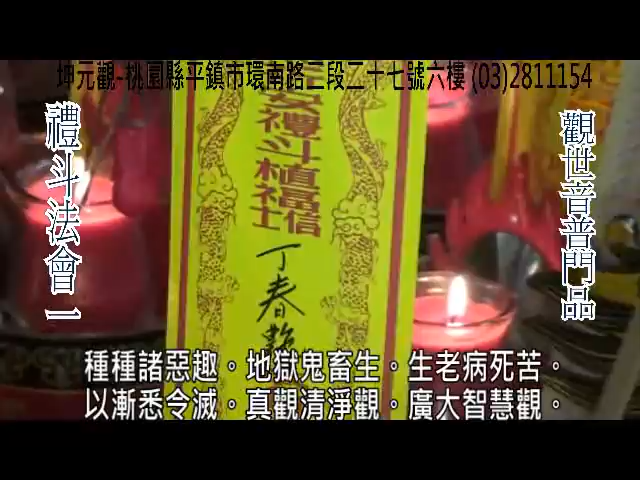 坤元觀-桃園縣平鎮市環南路三段二十七號六樓 (03)2811154
禮斗法會一
觀世音普門品
禮斗植福
信士
丁春
種種諸惡趣。地獄鬼畜生。生老病死苦。
以漸悉令滅。真觀清淨觀。廣大智慧觀。